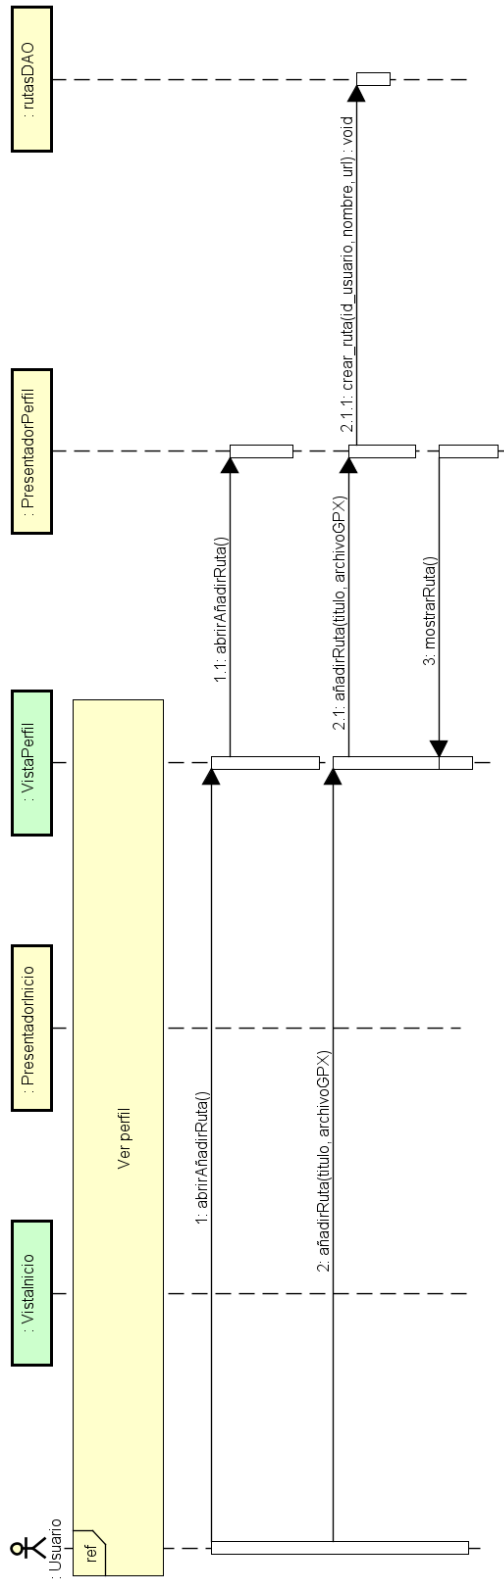 : Usuario
: VistaInicio
: PresentadorInicio
: VistaPerfil
: PresentadorPerfil
: rutasDAO
ref
Ver perfil
1: abrirAñadirRuta()
1.1: abrirAñadirRuta()
2: añadirRuta(titulo, archivoGPX)
2.1: añadirRuta(titulo, archivoGPX)
2.1.1: crear_ruta(id_usuario, nombre, url) : void
3: mostrarRuta()